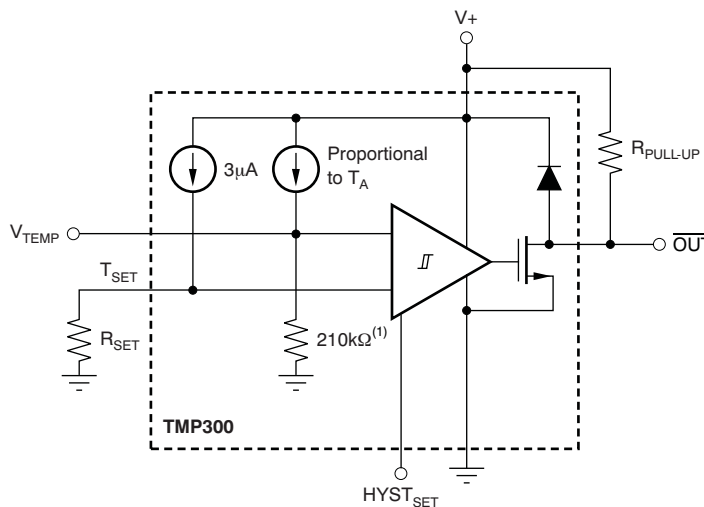 V+
3μA
Proportional
to T_A
R_PULL-UP
V_TEMP
OUT
T_SET
R_SET
210kΩ(1)
TMP300
HYST_SET